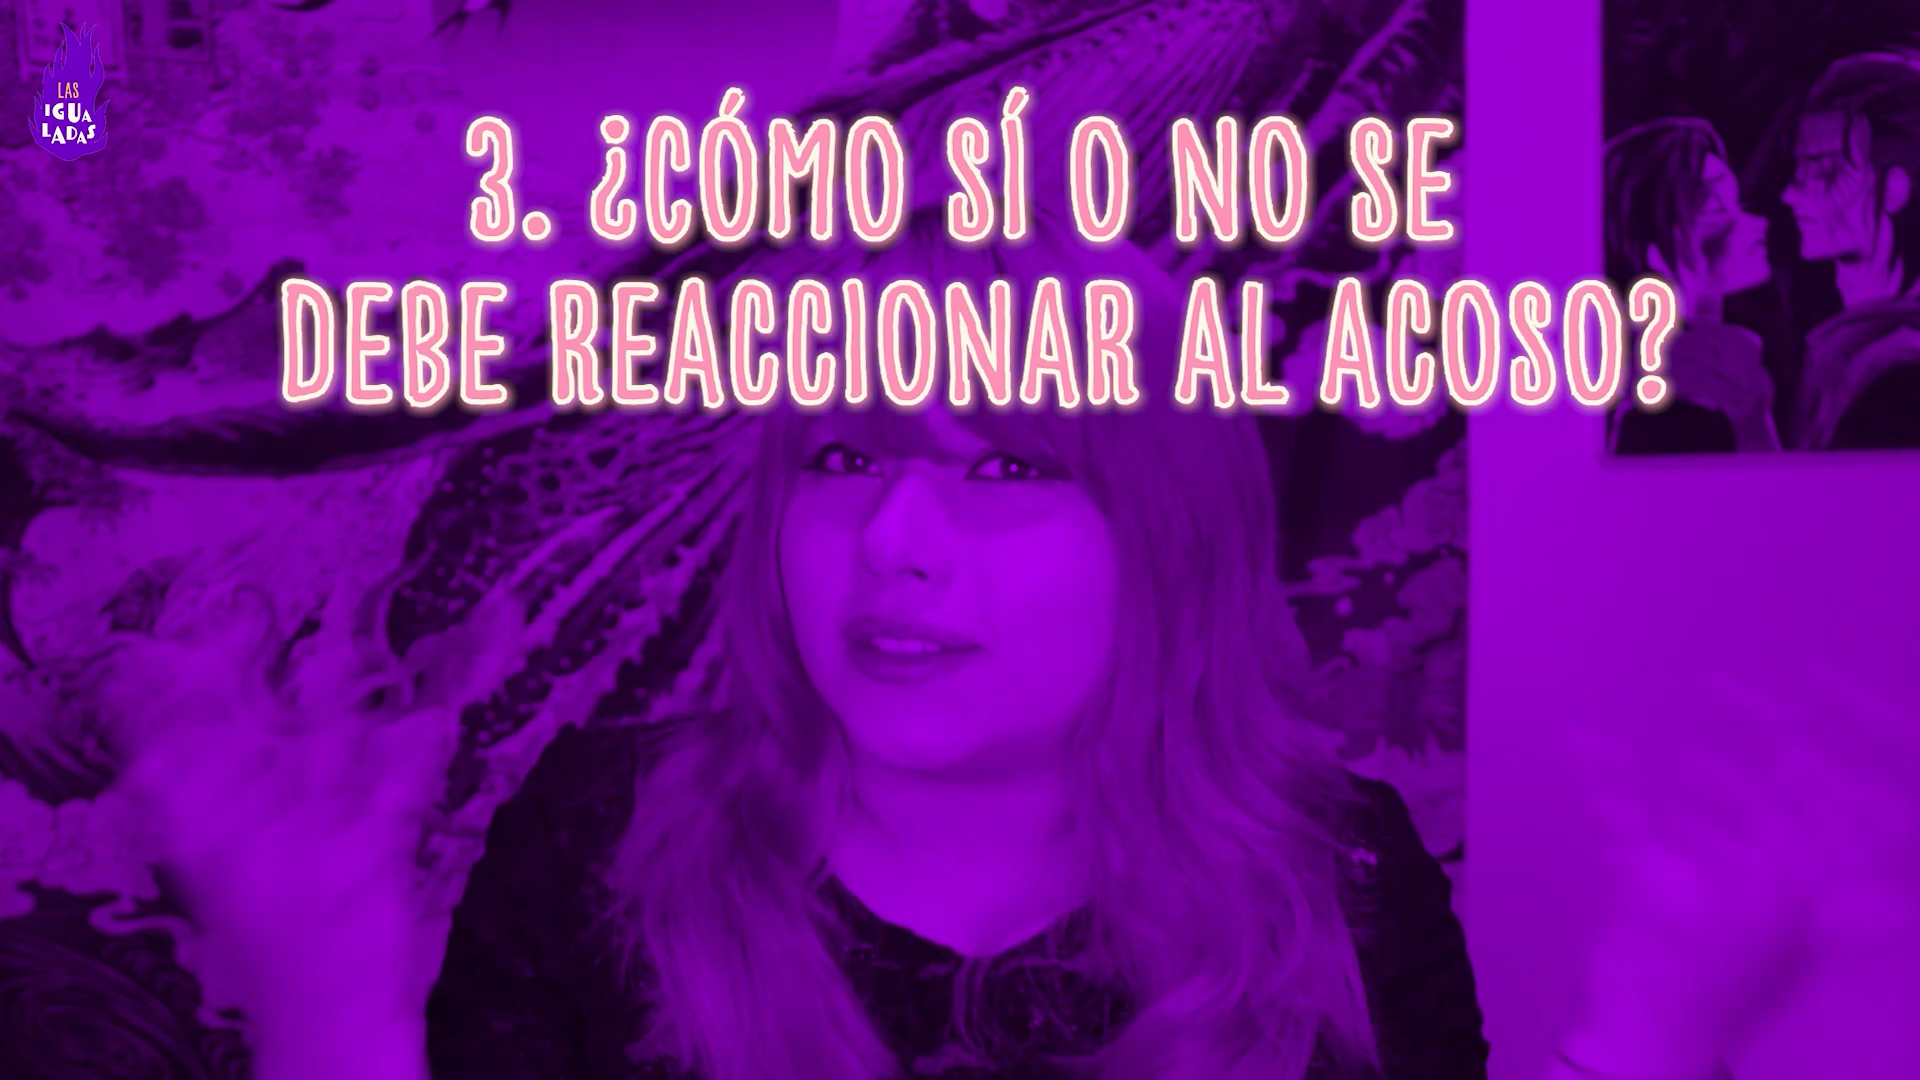 LAS
IGUA
LADAS
3. ¿CÓMO SÍ O NO SE
DEBE REACCIONAR AL ACOSO?